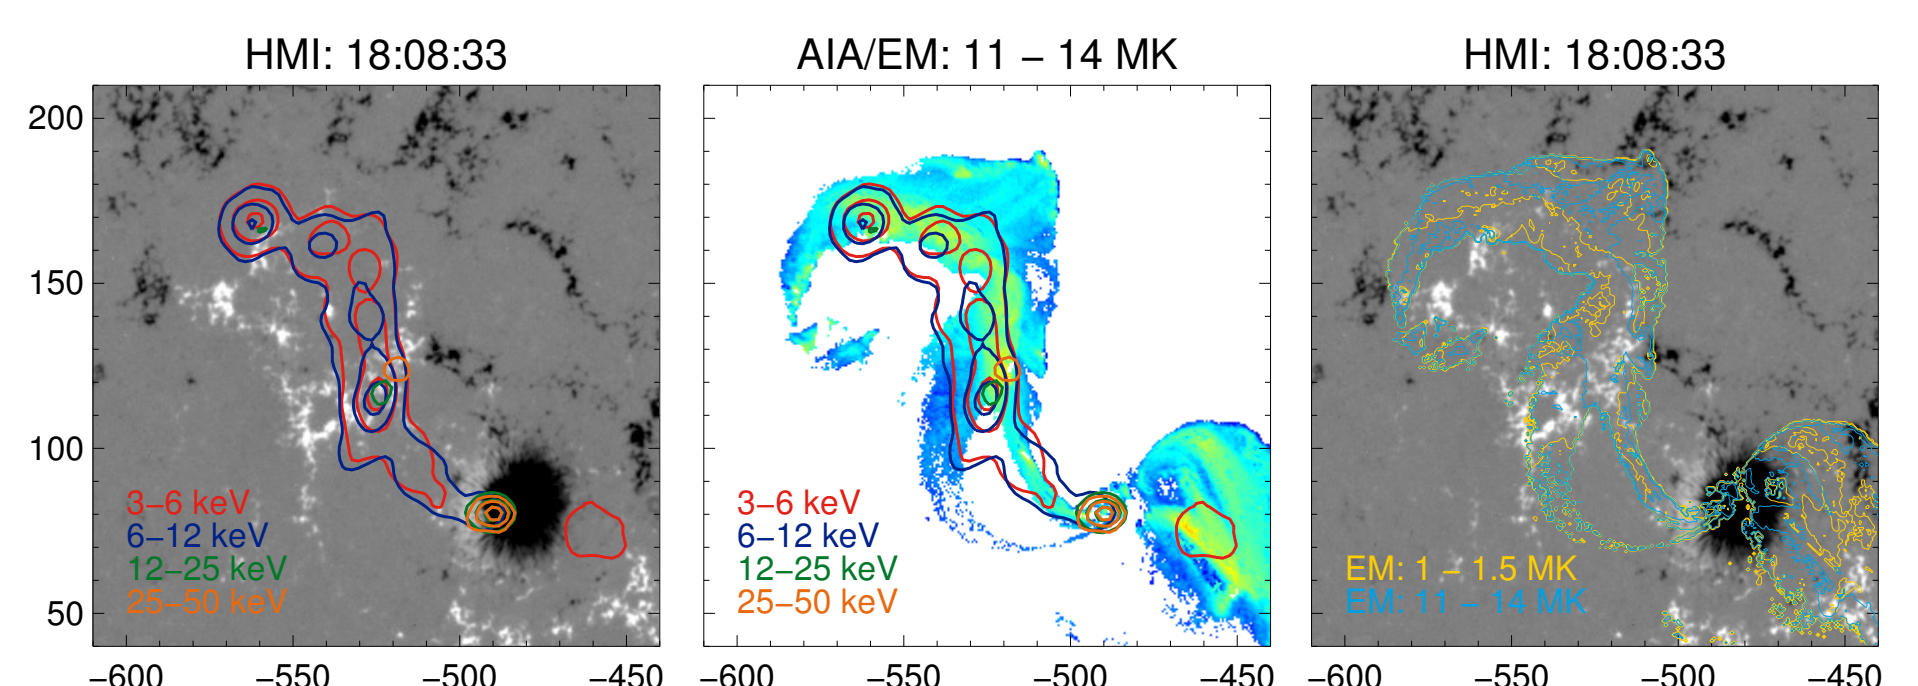 HMI: 18:08:33
AIA/EM: 11 − 14 MK
HMI: 18:08:33
200
150
100
50
3−6 keV
6−12 keV
12−25 keV
25−50 keV
3−6 keV
6−12 keV
12−25 keV
25−50 keV
EM: 1 − 1.5 MK
EM: 11 − 14 MK
−600 −550 −500 −450
−600 −550 −500 −450
−600 −550 −500 −450